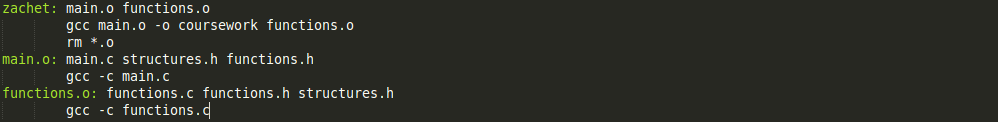 zachet: main.o functions.o
gcc main.o -o coursework functions.o
rm *.o
main.o: main.c structures.h functions.h
gcc -c main.c
functions.o: functions.c functions.h structures.h
gcc -c functions.c